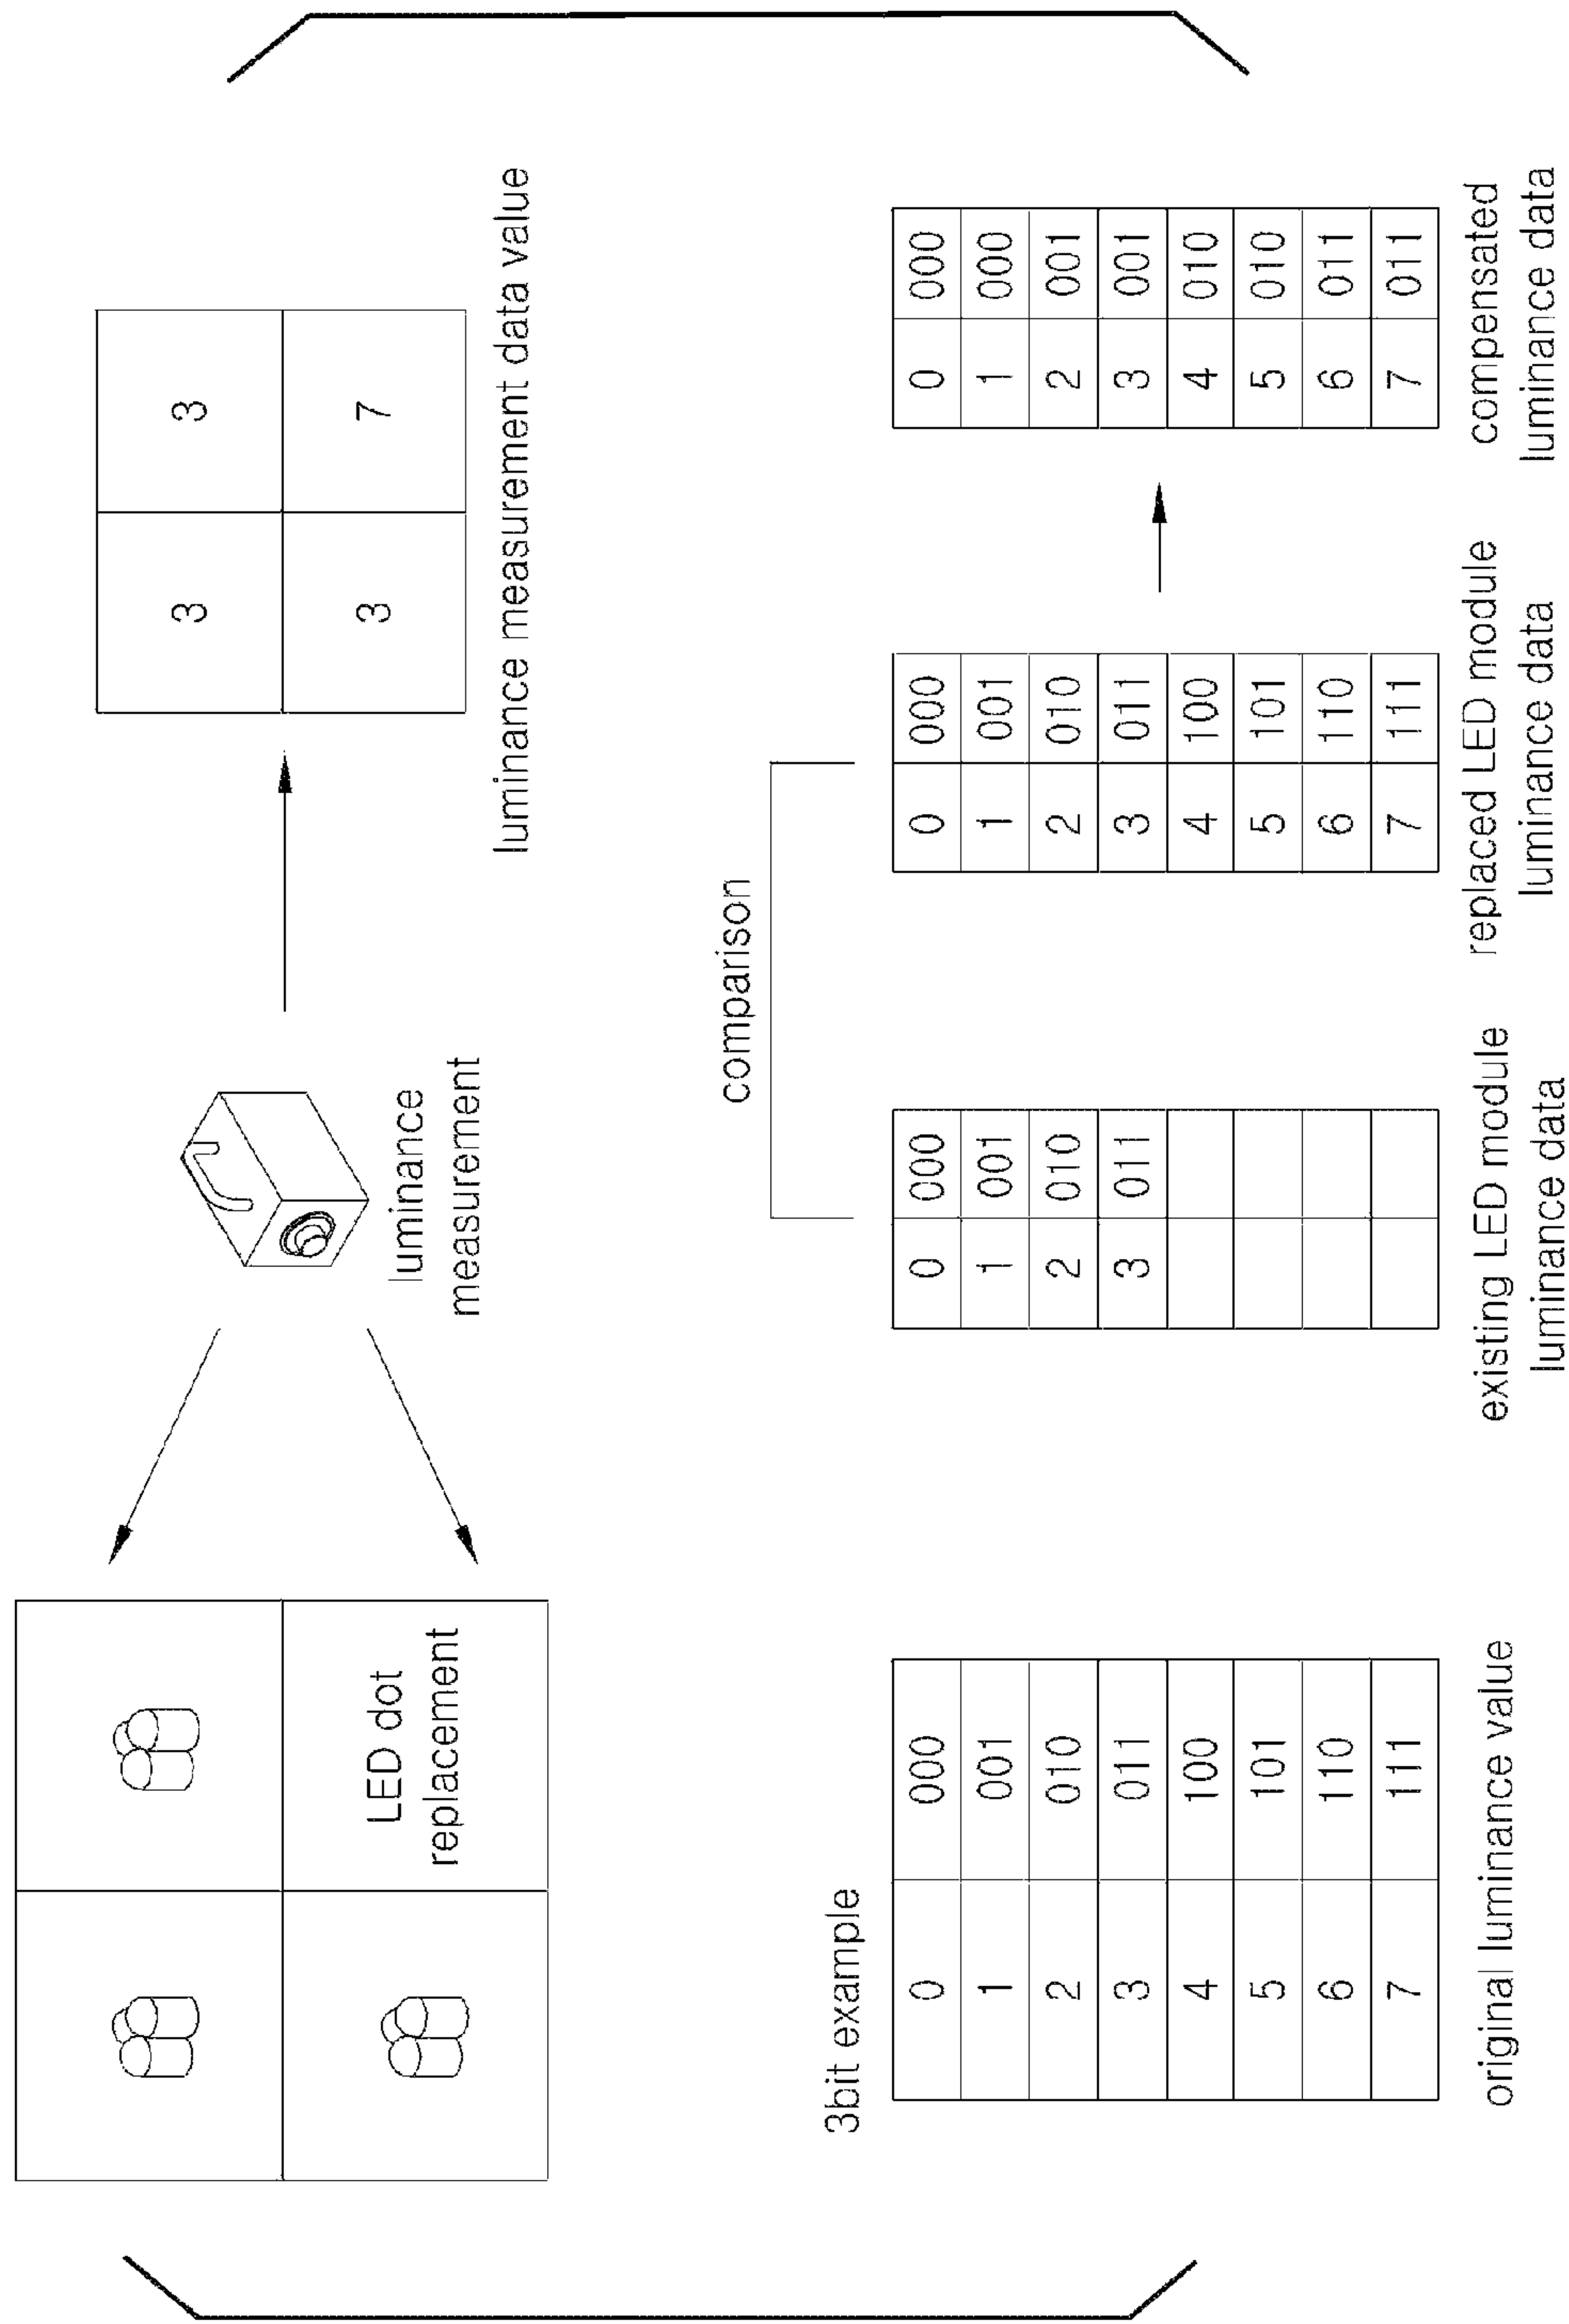 LED dot
replacement
luminance
measurement
3 3
3 7
luminance measurement data value
3bit example
0 000
1 001
2 010
3 011
4 100
5 101
6 110
7 111
original luminance value
comparison
0 000
1 001
2 010
3 011
existing LED module
luminance data
0 000
1 001
2 010
3 011
4 100
5 101
6 110
7 111
replaced LED module
luminance data
0 000
1 000
2 001
3 001
4 010
5 010
6 011
7 011
compensated
luminance data